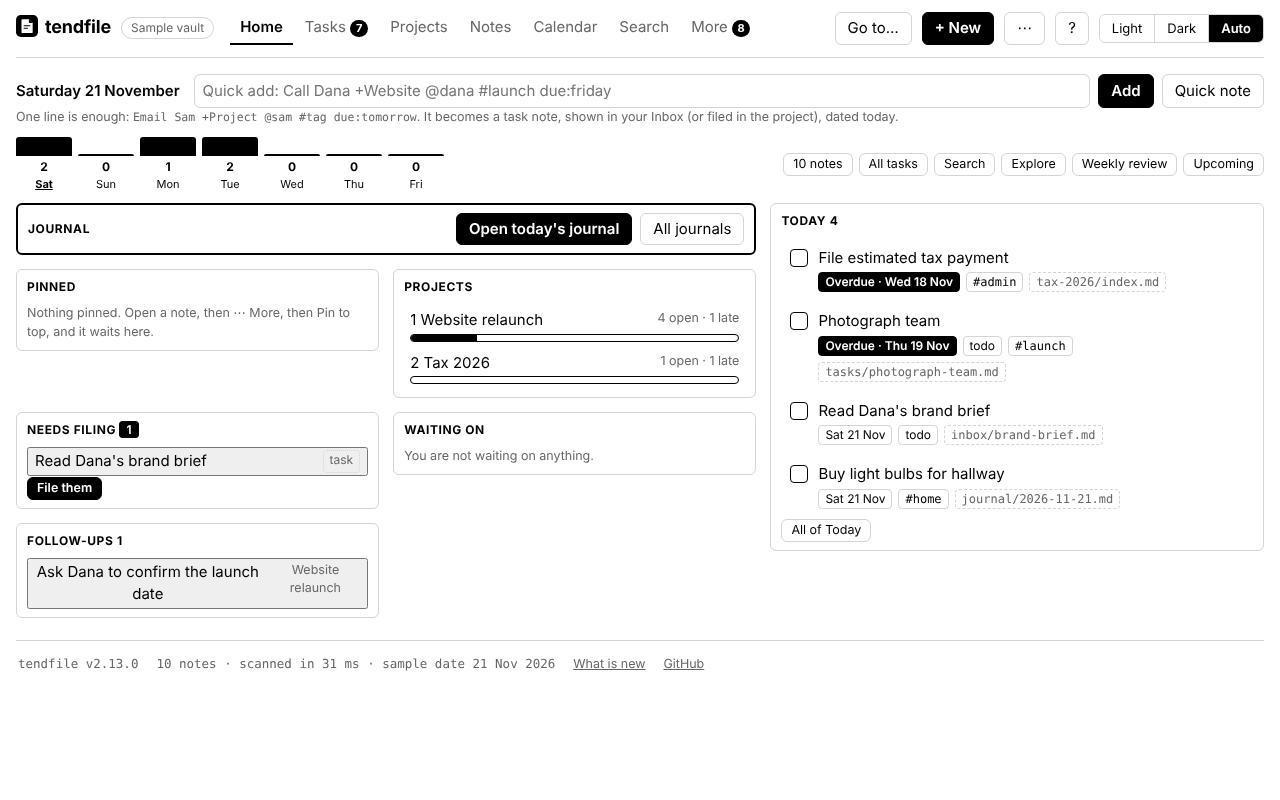 tendfile Sample vault Home Tasks 7 Projects Notes Calendar Search More 8 Go to... + New ··· ? Light Dark Auto
Saturday 21 November Quick add: Call Dana +Website @dana #launch due:friday Add Quick note
One line is enough: Email Sam +Project @sam #tag due:tomorrow. It becomes a task note, shown in your Inbox (or filed in the project), dated today.
2 0 1 2 0 0 0
Sat Sun Mon Tue Wed Thu Fri
10 notes All tasks Search Explore Weekly review Upcoming
JOURNAL Open today's journal All journals
PINNED
Nothing pinned. Open a note, then ··· More, then Pin to
top, and it waits here.
PROJECTS
1 Website relaunch 4 open · 1 late
2 Tax 2026 1 open · 1 late
NEEDS FILING 1
Read Dana's brand brief task
File them
WAITING ON
You are not waiting on anything.
FOLLOW-UPS 1
Ask Dana to confirm the launch
date
Website
relaunch
TODAY 4
File estimated tax payment
Overdue · Wed 18 Nov #admin tax-2026/index.md
Photograph team
Overdue · Thu 19 Nov todo #launch
tasks/photograph-team.md
Read Dana's brand brief
Sat 21 Nov todo inbox/brand-brief.md
Buy light bulbs for hallway
Sat 21 Nov #home journal/2026-11-21.md
All of Today
tendfile v2.13.0 10 notes · scanned in 31 ms · sample date 21 Nov 2026 What is new GitHub